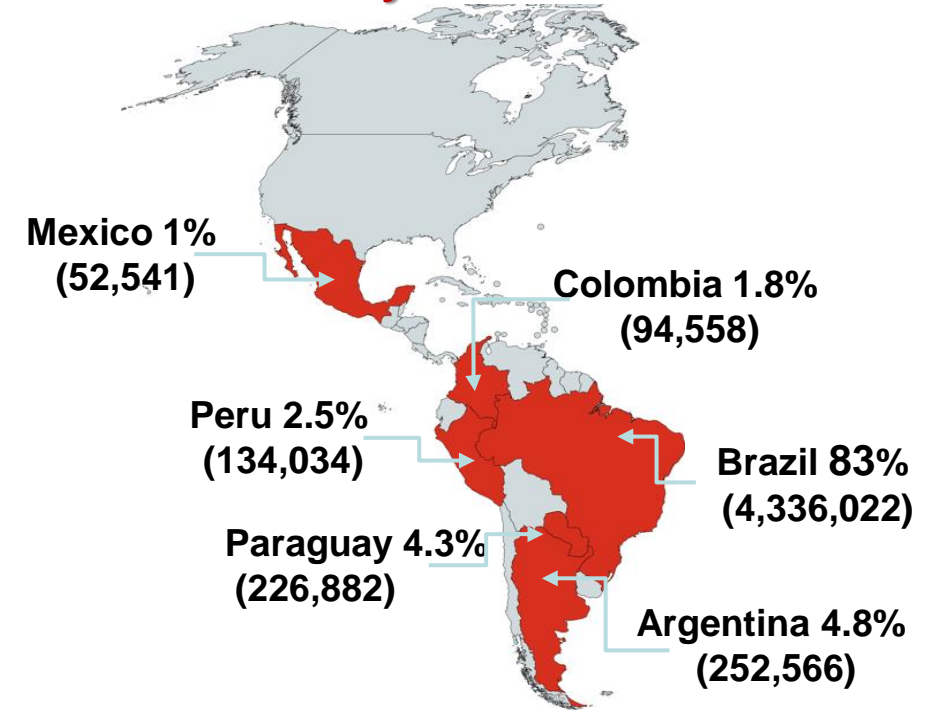 Mexico 1%
(52,541)
Colombia 1.8%
(94,558)
Peru 2.5%
(134,034)
Brazil 83%
(4,336,022)
Paraguay 4.3%
(226,882)
Argentina 4.8%
(252,566)